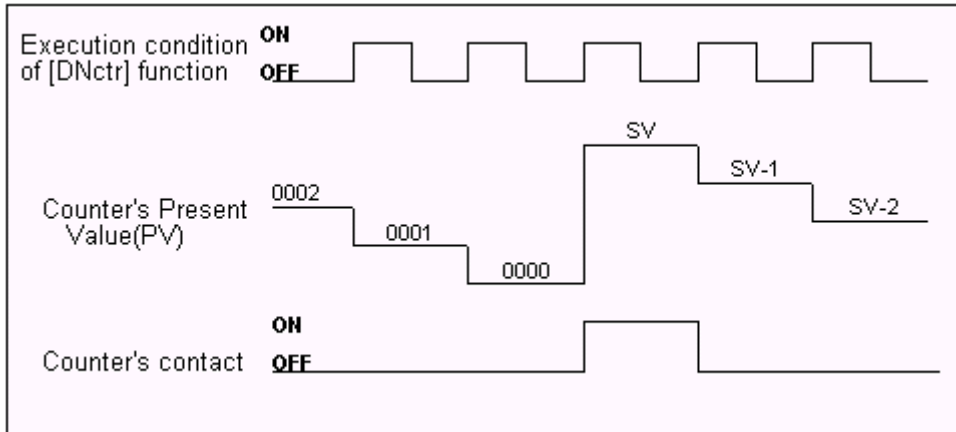 Execution condition
of [DNctr] function
ON
OFF
SV
SV-1
SV-2
0002
0001
0000
Counter's Present
Value(PV)
ON
OFF
Counter's contact